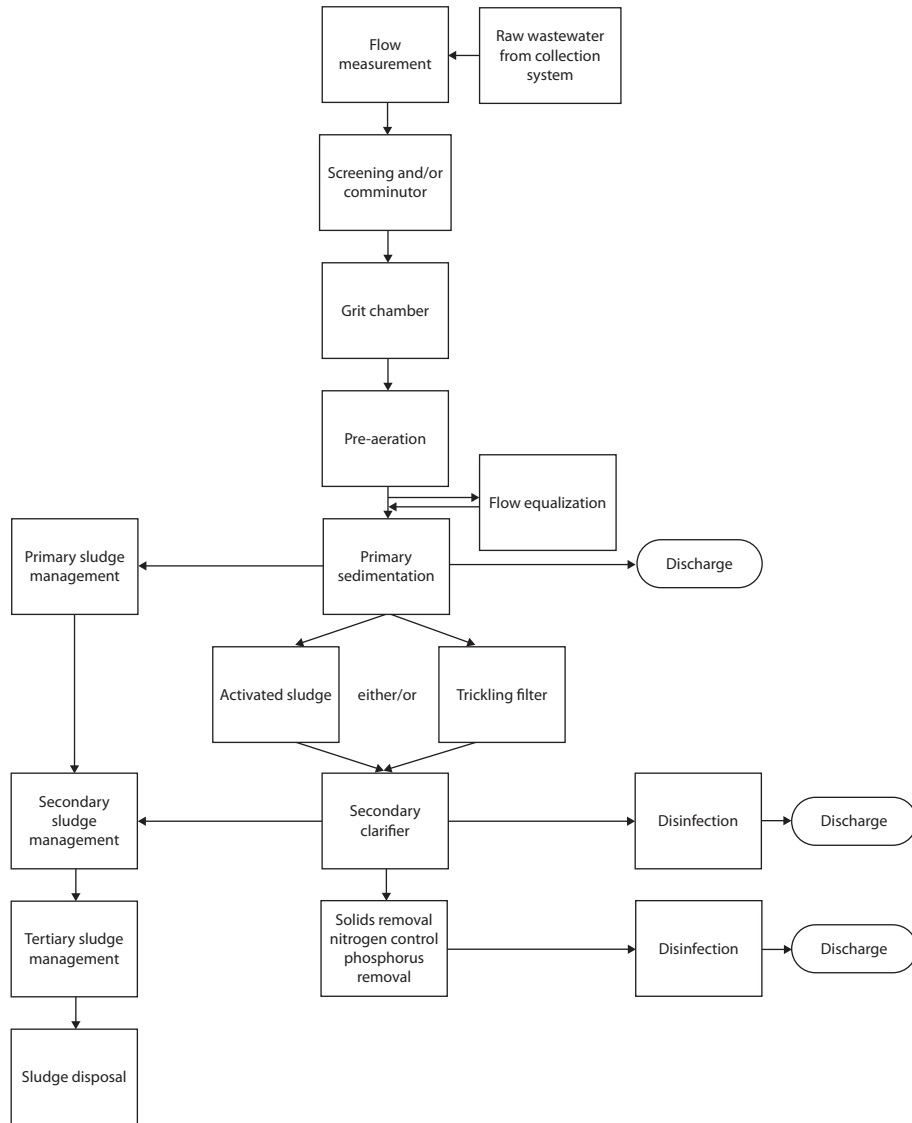 Flow
measurement
Raw wastewater
from collection
system
Screening and/or
comminutor
Grit chamber
Pre-aeration
Flow equalization
Primary sludge
management
Primary
sedimentation
Discharge
Activated sludge
either/or
Trickling filter
Secondary
sludge
management
Secondary
clarifier
Disinfection
Discharge
Tertiary sludge
management
Solids removal
nitrogen control
phosphorus
removal
Disinfection
Discharge
Sludge disposal